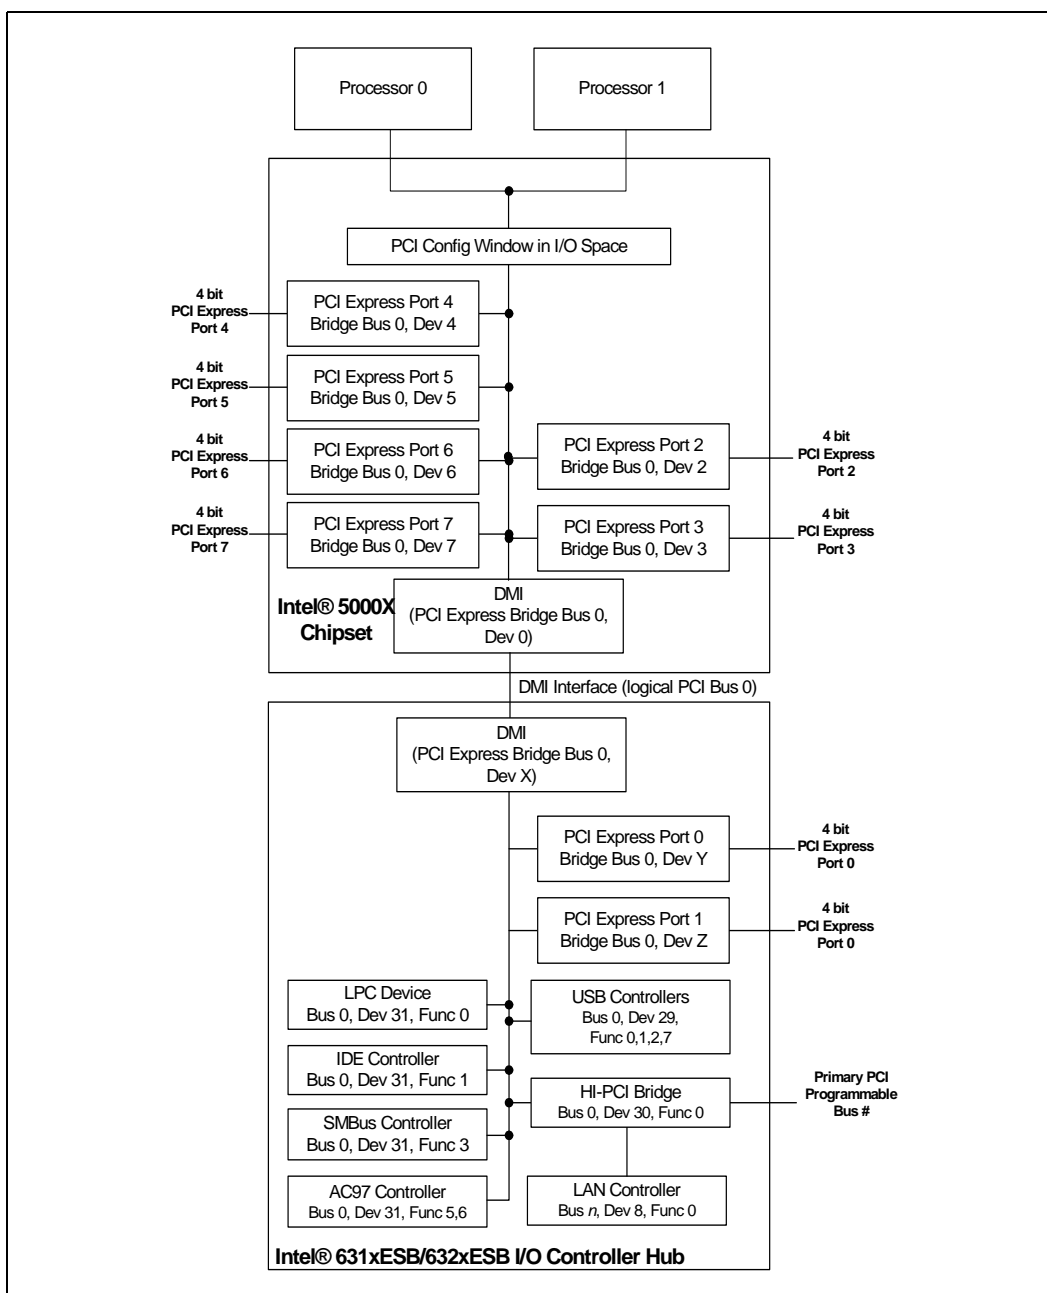 Processor 0
Processor 1
PCI Config Window in I/O Space
4 bit
PCI Express
Port 4
PCI Express Port 4
Bridge Bus 0, Dev 4
4 bit
PCI Express
Port 5
PCI Express Port 5
Bridge Bus 0, Dev 5
4 bit
PCI Express
Port 6
PCI Express Port 6
Bridge Bus 0, Dev 6
PCI Express Port 2
Bridge Bus 0, Dev 2
4 bit
PCI Express
Port 2
4 bit
PCI Express
Port 7
PCI Express Port 7
Bridge Bus 0, Dev 7
PCI Express Port 3
Bridge Bus 0, Dev 3
4 bit
PCI Express
Port 3
Intel® 5000X
Chipset
DMI
(PCI Express Bridge Bus 0,
Dev 0)
DMI Interface (logical PCI Bus 0)
DMI
(PCI Express Bridge Bus 0,
Dev X)
PCI Express Port 0
Bridge Bus 0, Dev Y
4 bit
PCI Express
Port 0
PCI Express Port 1
Bridge Bus 0, Dev Z
4 bit
PCI Express
Port 0
LPC Device
Bus 0, Dev 31, Func 0
USB Controllers
Bus 0, Dev 29,
Func 0,1,2,7
IDE Controller
Bus 0, Dev 31, Func 1
HI-PCI Bridge
Bus 0, Dev 30, Func 0
Primary PCI
Programmable
Bus #
SMBus Controller
Bus 0, Dev 31, Func 3
AC97 Controller
Bus 0, Dev 31, Func 5,6
LAN Controller
Bus n, Dev 8, Func 0
Intel® 631xESB/632xESB I/O Controller Hub